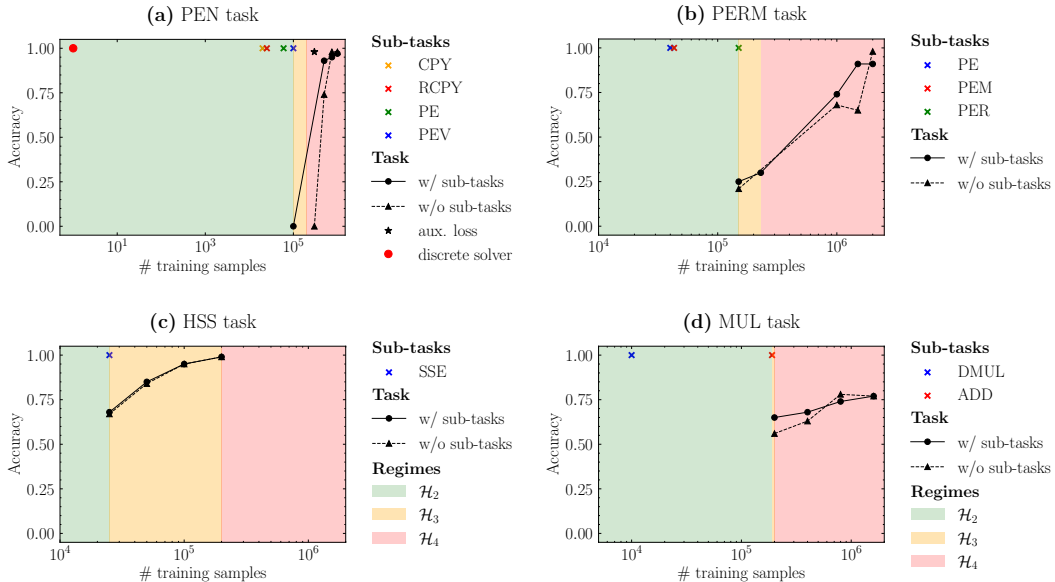 (a) PEN task
Accuracy
1.00
0.75
0.50
0.25
0.00
10^1
10^3
10^5
# training samples
Sub-tasks
CPY
RCPY
PE
PEV
Task
w/ sub-tasks
w/o sub-tasks
aux. loss
discrete solver
(b) PERM task
Accuracy
1.00
0.75
0.50
0.25
0.00
10^4
10^5
10^6
# training samples
Sub-tasks
PE
PEM
PER
Task
w/ sub-tasks
w/o sub-tasks
(c) HSS task
Accuracy
1.00
0.75
0.50
0.25
0.00
10^4
10^5
10^6
# training samples
Sub-tasks
SSE
Task
w/ sub-tasks
w/o sub-tasks
Regimes
ℋ_2
ℋ_3
ℋ_4
(d) MUL task
Accuracy
1.00
0.75
0.50
0.25
0.00
10^4
10^5
10^6
# training samples
Sub-tasks
DMUL
ADD
Task
w/ sub-tasks
w/o sub-tasks
Regimes
ℋ_2
ℋ_3
ℋ_4